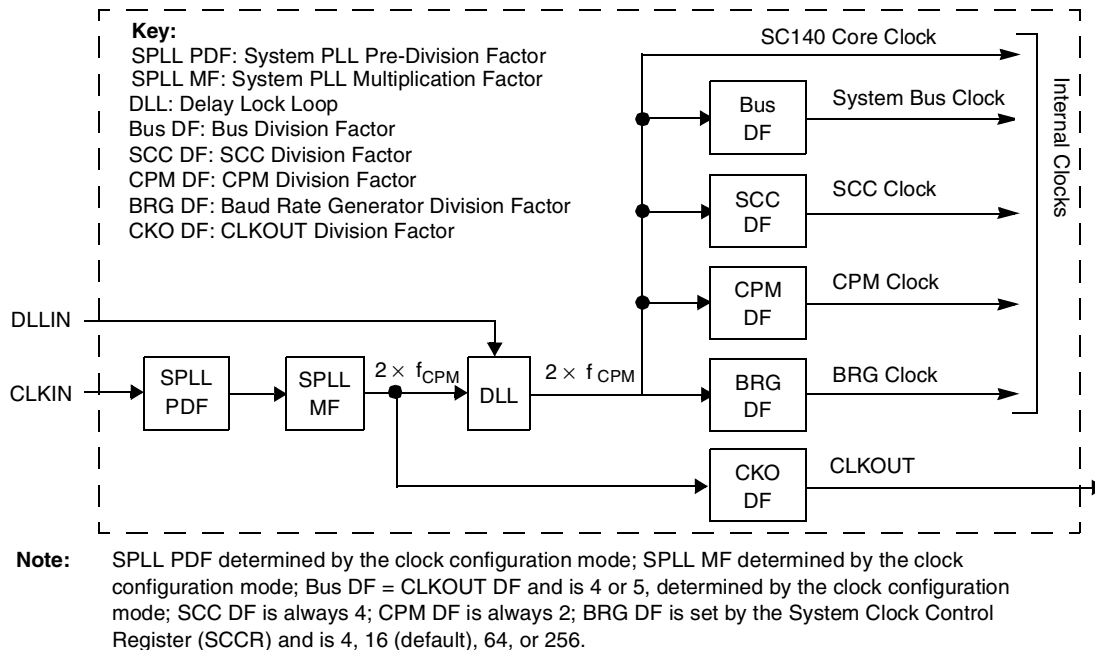 Key:
SPLL PDF: System PLL Pre-Division Factor
SPLL MF: System PLL Multiplication Factor
DLL: Delay Lock Loop
Bus DF: Bus Division Factor
SCC DF: SCC Division Factor
CPM DF: CPM Division Factor
BRG DF: Baud Rate Generator Division Factor
CKO DF: CLKOUT Division Factor
SC140 Core Clock
Bus
DF
System Bus Clock
SCC
DF
SCC Clock
CPM
DF
CPM Clock
BRG
DF
BRG Clock
Internal Clocks
DLLIN
CLKIN
SPLL
PDF
SPLL
MF
2 × fCPM
DLL
2 × f CPM
CKO
DF
CLKOUT
Note: SPLL PDF determined by the clock configuration mode; SPLL MF determined by the clock
configuration mode; Bus DF = CLKOUT DF and is 4 or 5, determined by the clock configuration
mode; SCC DF is always 4; CPM DF is always 2; BRG DF is set by the System Clock Control
Register (SCCR) and is 4, 16 (default), 64, or 256.